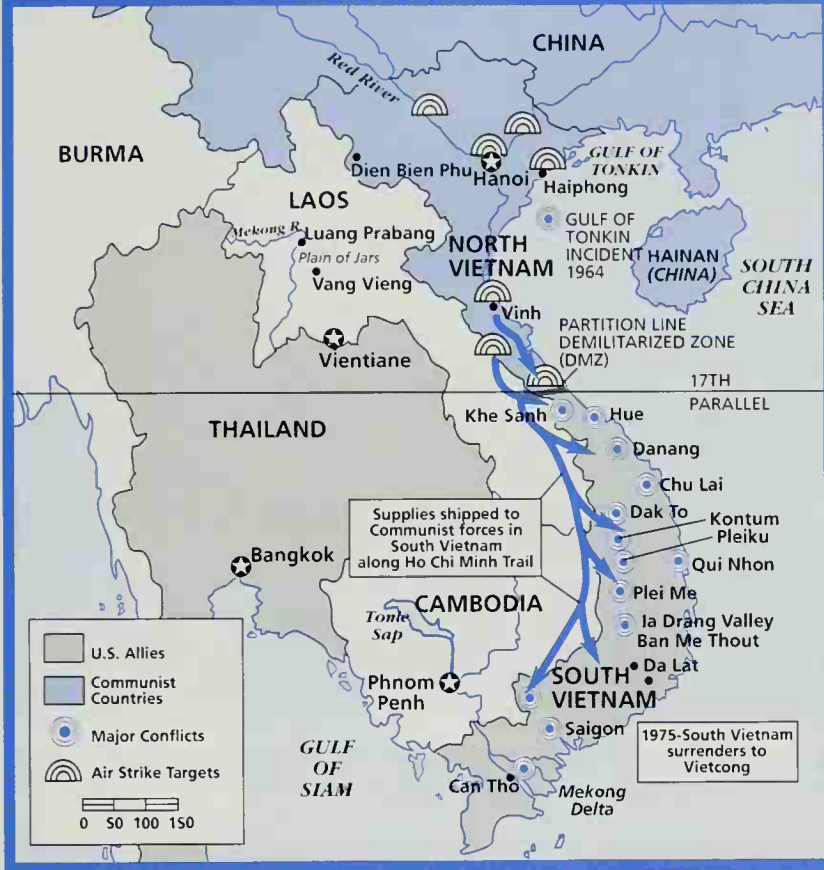 CHINA
Red River
BURMA
Dien Bien Phu
Hanoi
Haiphong
GULF OF
TONKIN
LAOS
Mekong R.
Luang Prabang
Plain of Jars
Vang Vieng
NORTH
VIETNAM
GULF OF
TONKIN
INCIDENT
1964
HAINAN
(CHINA)
SOUTH
CHINA
SEA
Vientiane
Vinh
PARTITION LINE
DEMILITARIZED ZONE
(DMZ)
17TH
PARALLEL
THAILAND
Khe Sanh
Hue
Danang
Chu Lai
Dak To
Kontum
Pleiku
Qui Nhon
Supplies shipped to
Communist forces in
South Vietnam
along Ho Chi Minh Trail
Bangkok
Plei Me
CAMBODIA
Ia Drang Valley
Ban Me Thout
Tonle
Sap
Da Lat
Phnom
Penh
SOUTH
VIETNAM
Saigon
1975-South Vietnam
surrenders to
Vietcong
GULF
OF
SIAM
Can Tho
Mekong
Delta
U.S. Allies
Communist
Countries
Major Conflicts
Air Strike Targets
0 50 100 150